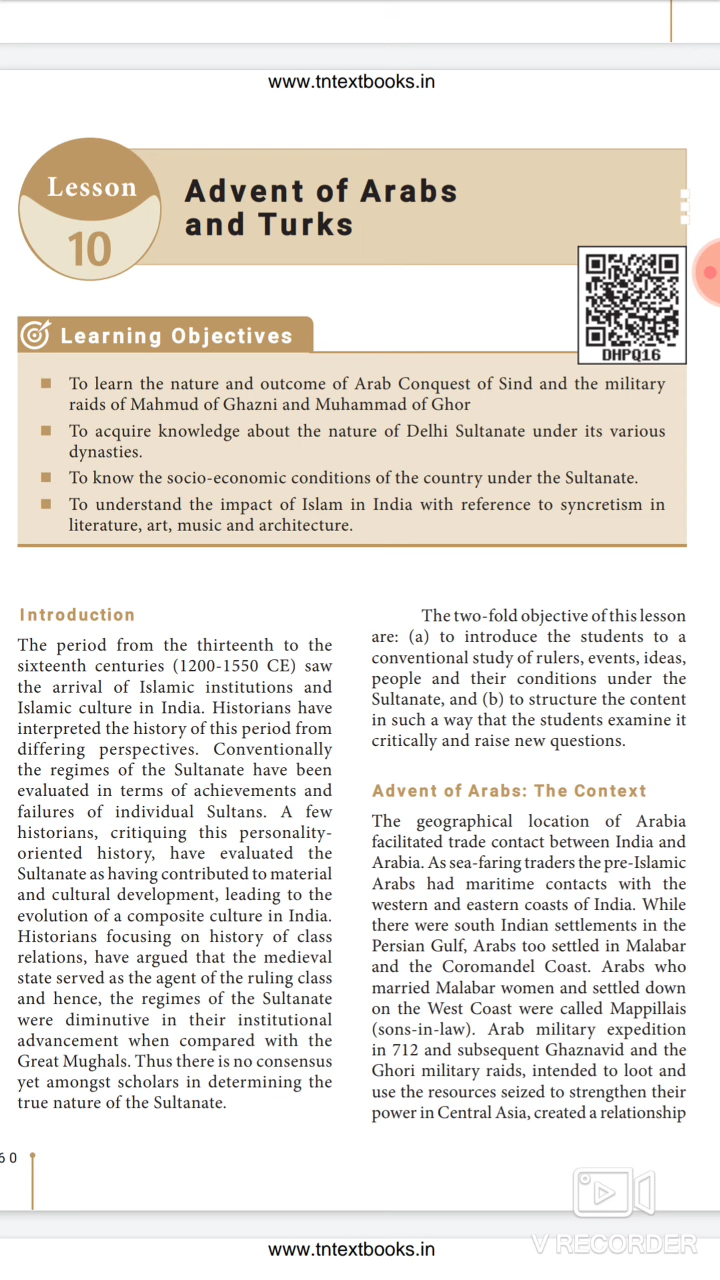 www.tntextbooks.in
Lesson
10
Advent of Arabs
and Turks
DHPQ16
Learning Objectives
■ To learn the nature and outcome of Arab Conquest of Sind and the military
raids of Mahmud of Ghazni and Muhammad of Ghor
■ To acquire knowledge about the nature of Delhi Sultanate under its various
dynasties.
■ To know the socio-economic conditions of the country under the Sultanate.
■ To understand the impact of Islam in India with reference to syncretism in
literature, art, music and architecture.
Introduction
The period from the thirteenth to the
sixteenth centuries (1200-1550 CE) saw
the arrival of Islamic institutions and
Islamic culture in India. Historians have
interpreted the history of this period from
differing perspectives. Conventionally
the regimes of the Sultanate have been
evaluated in terms of achievements and
failures of individual Sultans. A few
historians, critiquing this personality-
oriented history, have evaluated the
Sultanate as having contributed to material
and cultural development, leading to the
evolution of a composite culture in India.
Historians focusing on history of class
relations, have argued that the medieval
state served as the agent of the ruling class
and hence, the regimes of the Sultanate
were diminutive in their institutional
advancement when compared with the
Great Mughals. Thus there is no consensus
yet amongst scholars in determining the
true nature of the Sultanate.
The two-fold objective of this lesson
are: (a) to introduce the students to a
conventional study of rulers, events, ideas,
people and their conditions under the
Sultanate, and (b) to structure the content
in such a way that the students examine it
critically and raise new questions.
Advent of Arabs: The Context
The geographical location of Arabia
facilitated trade contact between India and
Arabia. As sea-faring traders the pre-Islamic
Arabs had maritime contacts with the
western and eastern coasts of India. While
there were south Indian settlements in the
Persian Gulf, Arabs too settled in Malabar
and the Coromandel Coast. Arabs who
married Malabar women and settled down
on the West Coast were called Mappillais
(sons-in-law). Arab military expedition
in 712 and subsequent Ghaznavid and the
Ghori military raids, intended to loot and
use the resources seized to strengthen their
power in Central Asia, created a relationship
60
V RECORDER
www.tntextbooks.in